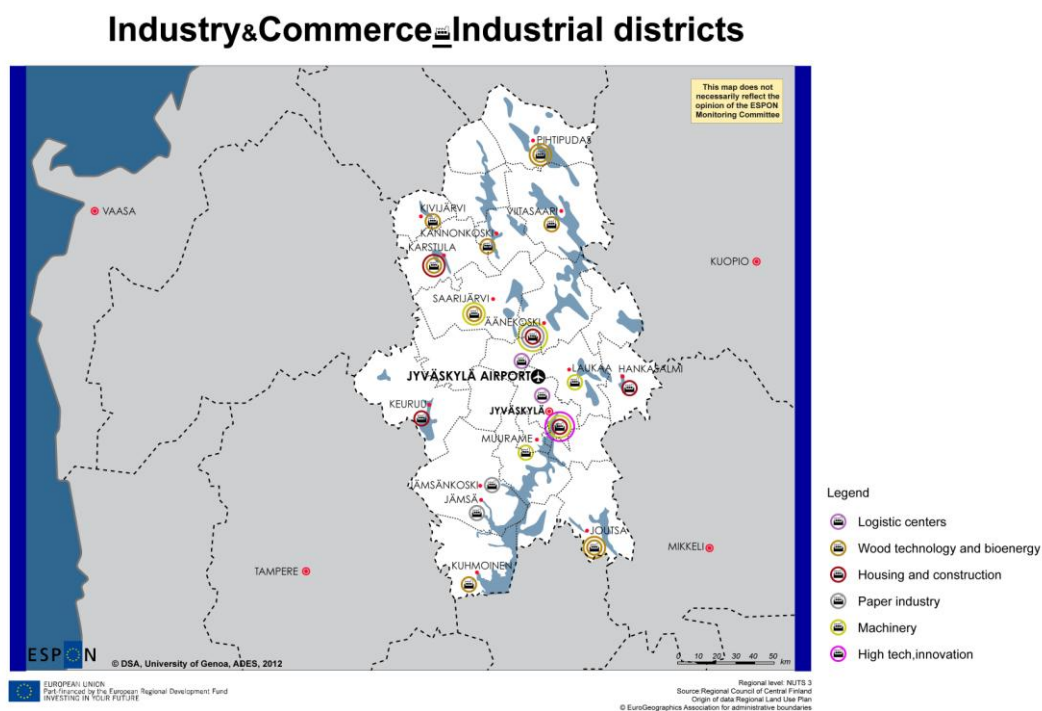 Industry&Commerce Industrial districts
This map does not
necessarily reflect the
opinion of the ESPON
Monitoring Committee
PIHTIPUDAS
VAASA
KIVIJÄRVI
VIITASAARI
KANNONKOSKI
KARSTULA
KUOPIO
SAARIJÄRVI
ÄÄNEKOSKI
LAUKAA
HANKASALMI
JYVÄSKYLÄ AIRPORT
KEURUU
JYVÄSKYLÄ
MUURAME
JÄMSÄNKOSKI
JÄMSÄ
JOUTSA
MIKKELI
TAMPERE
KUHMOINEN
Legend
Logistic centers
Wood technology and bioenergy
Housing and construction
Paper industry
Machinery
High tech,innovation
ESPON
© DSA, University of Genoa, ADES, 2012
0 10 20 30 40 50
km
EUROPEAN UNION
Part-financed by the European Regional Development Fund
INVESTING IN YOUR FUTURE
Regional level: NUTS 3
Source:Regional Council of Central Finland
Origin of data:Regional Land Use Plan
© EuroGeographics Association for administrative boundaries